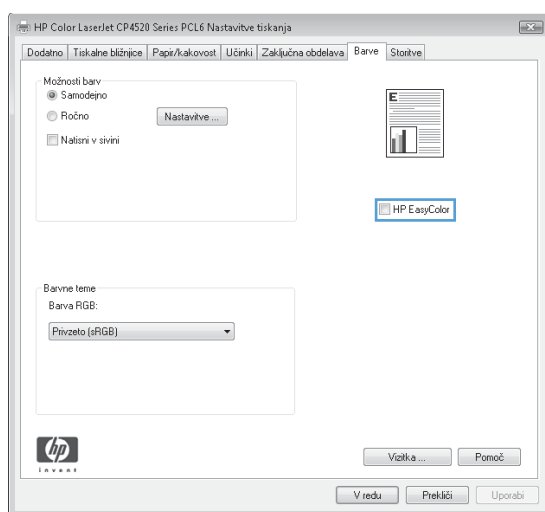 HP Color LaserJet CP4520 Series PCL6 Nastavitve tiskanja
Dodatno Tiskalne bližnjice Papir/kakovost Učinki Zaključna obdelava Barve Storitve
Možnosti barv
Samodejno
Ročno Nastavitve ...
Natisni v sivini
E
HP EasyColor
Barvne teme
Barva RGB:
Privzeto (sRGB)
hp
invent
Vizitka ... Pomoč
V redu Prekliči Uporabi